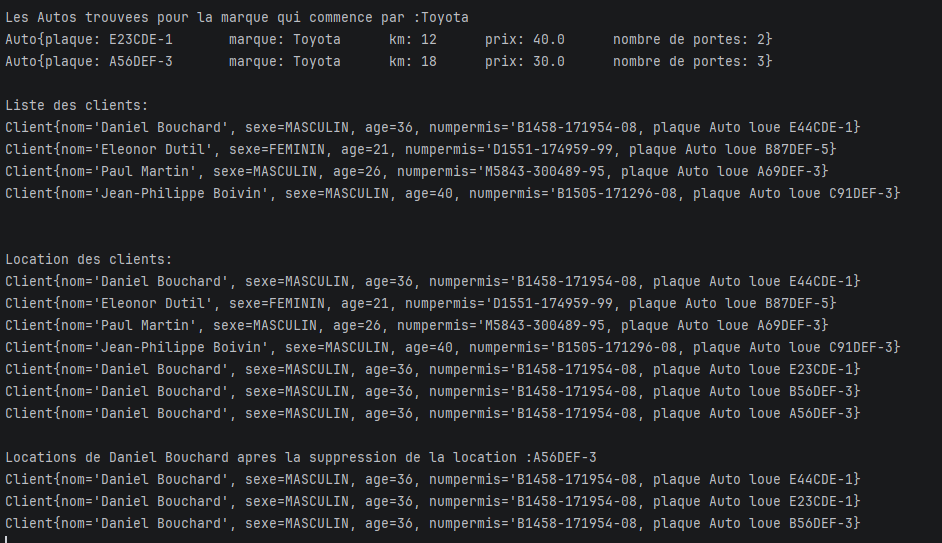 Les Autos trouvees pour la marque qui commence par :Toyota
Auto{plaque: E23CDE-1       marque: Toyota      km: 12      prix: 40.0      nombre de portes: 2}
Auto{plaque: A56DEF-3       marque: Toyota      km: 18      prix: 30.0      nombre de portes: 3}
Liste des clients:
Client{nom='Daniel Bouchard', sexe=MASCULIN, age=36, numpermis='B1458-171954-08, plaque Auto loue E44CDE-1}
Client{nom='Eleonor Dutil', sexe=FEMININ, age=21, numpermis='D1551-174959-99, plaque Auto loue B87DEF-5}
Client{nom='Paul Martin', sexe=MASCULIN, age=26, numpermis='M5843-300489-95, plaque Auto loue A69DEF-3}
Client{nom='Jean-Philippe Boivin', sexe=MASCULIN, age=40, numpermis='B1505-171296-08, plaque Auto loue C91DEF-3}
Location des clients:
Client{nom='Daniel Bouchard', sexe=MASCULIN, age=36, numpermis='B1458-171954-08, plaque Auto loue E44CDE-1}
Client{nom='Eleonor Dutil', sexe=FEMININ, age=21, numpermis='D1551-174959-99, plaque Auto loue B87DEF-5}
Client{nom='Paul Martin', sexe=MASCULIN, age=26, numpermis='M5843-300489-95, plaque Auto loue A69DEF-3}
Client{nom='Jean-Philippe Boivin', sexe=MASCULIN, age=40, numpermis='B1505-171296-08, plaque Auto loue C91DEF-3}
Client{nom='Daniel Bouchard', sexe=MASCULIN, age=36, numpermis='B1458-171954-08, plaque Auto loue E23CDE-1}
Client{nom='Daniel Bouchard', sexe=MASCULIN, age=36, numpermis='B1458-171954-08, plaque Auto loue B56DEF-3}
Client{nom='Daniel Bouchard', sexe=MASCULIN, age=36, numpermis='B1458-171954-08, plaque Auto loue A56DEF-3}
Locations de Daniel Bouchard apres la suppression de la location :A56DEF-3
Client{nom='Daniel Bouchard', sexe=MASCULIN, age=36, numpermis='B1458-171954-08, plaque Auto loue E44CDE-1}
Client{nom='Daniel Bouchard', sexe=MASCULIN, age=36, numpermis='B1458-171954-08, plaque Auto loue E23CDE-1}
Client{nom='Daniel Bouchard', sexe=MASCULIN, age=36, numpermis='B1458-171954-08, plaque Auto loue B56DEF-3}